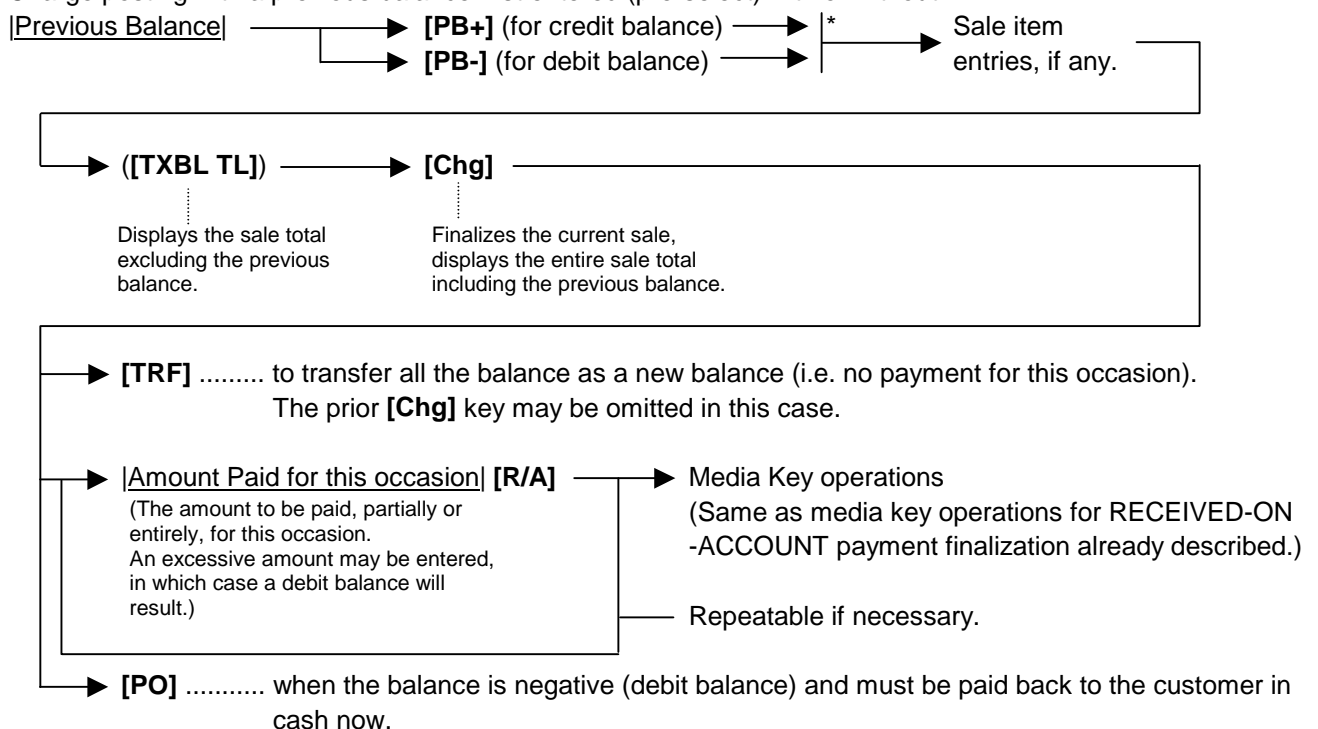 |Previous Balance| [PB+] (for credit balance) |* Sale item
[PB-] (for debit balance) entries, if any.
([TXBL TL]) [Chg]
Displays the sale total
excluding the previous
balance.
Finalizes the current sale,
displays the entire sale total
including the previous balance.
[TRF] ......... to transfer all the balance as a new balance (i.e. no payment for this occasion).
The prior [Chg] key may be omitted in this case.
|Amount Paid for this occasion| [R/A] Media Key operations
(The amount to be paid, partially or
entirely, for this occasion.
An excessive amount may be entered,
in which case a debit balance will
result.)
(Same as media key operations for RECEIVED-ON
-ACCOUNT payment finalization already described.)
Repeatable if necessary.
[PO] ........... when the balance is negative (debit balance) and must be paid back to the customer in
cash now.